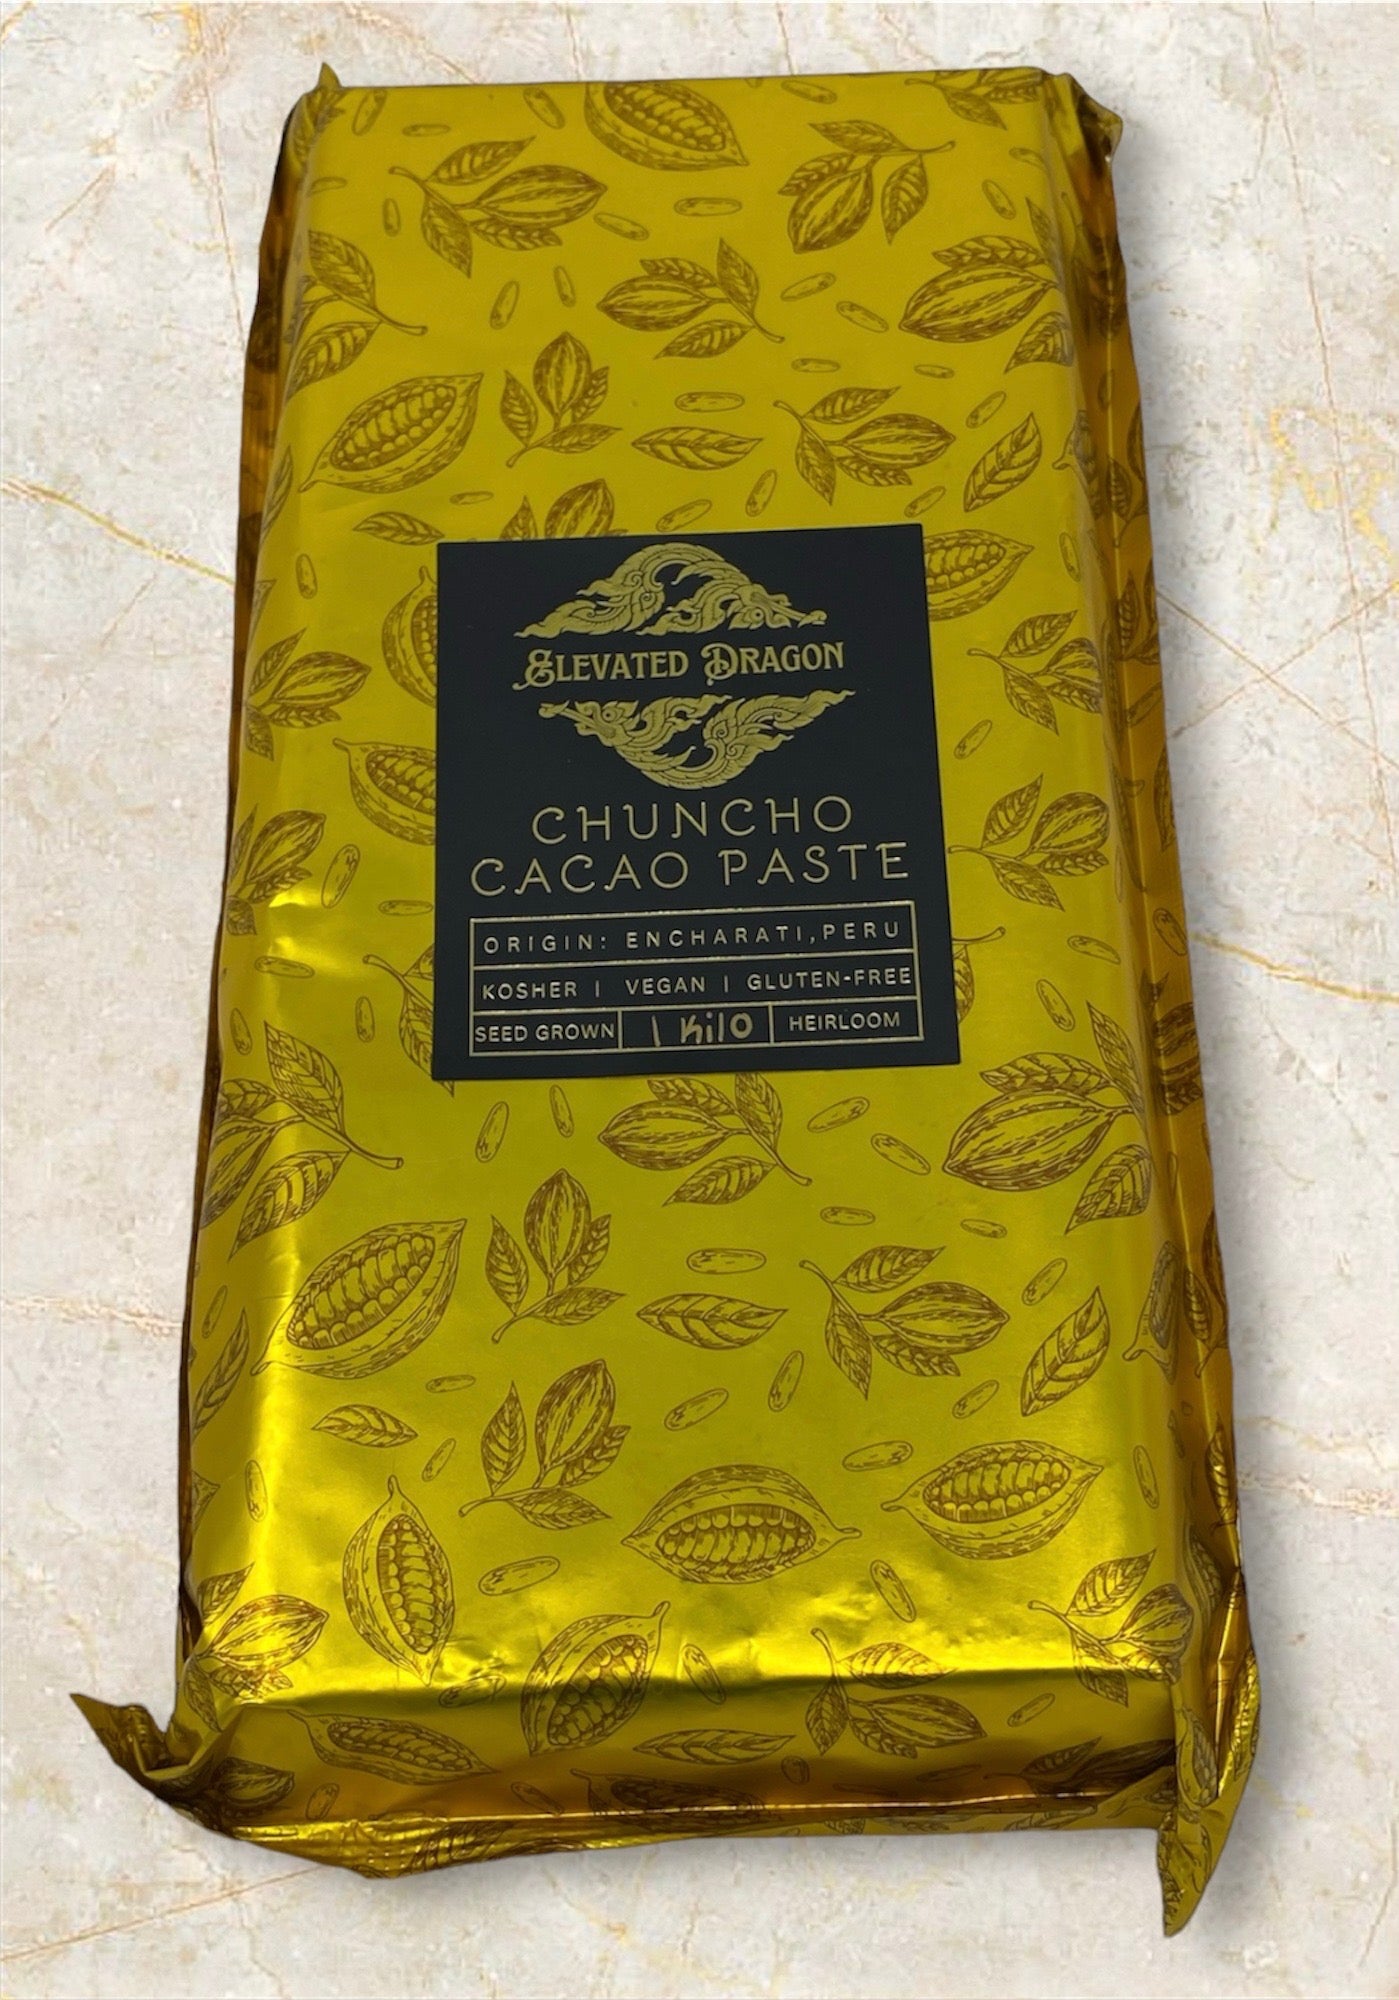 ELEVATED DRAGON
CHUNCHO
CACAO PASTE
ORIGIN: ENCHARATI, PERU
KOSHER | VEGAN | GLUTEN-FREE
SEED GROWN 1 Kilo HEIRLOOM